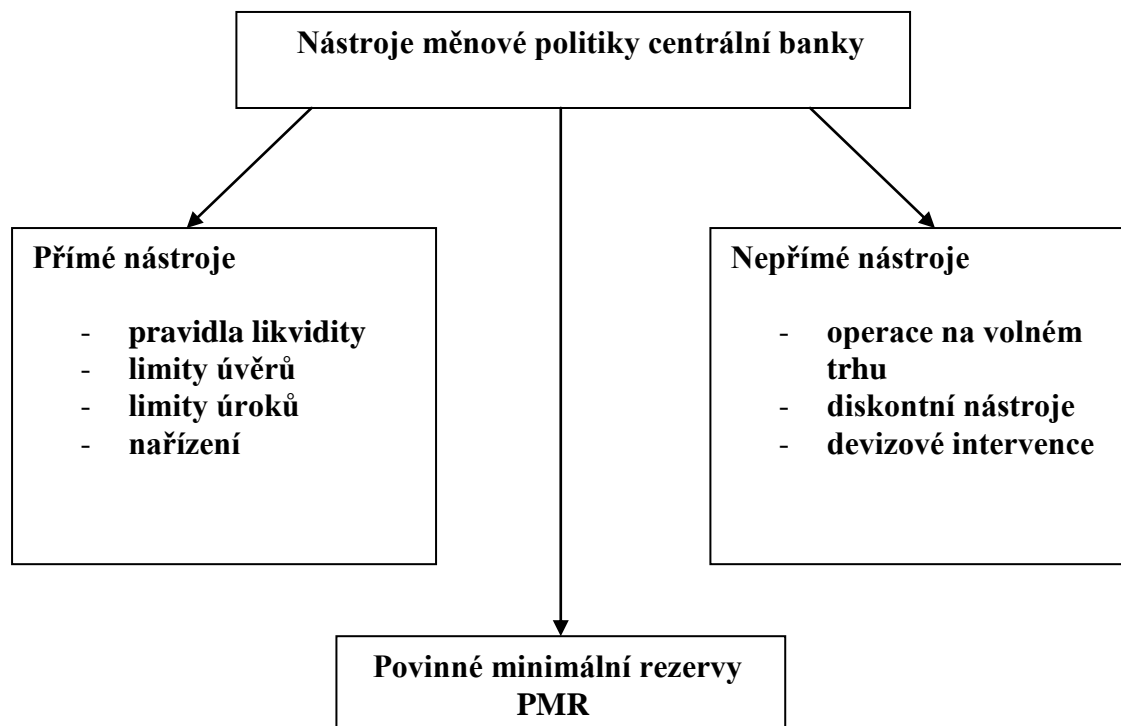 Nástroje měnové politiky centrální banky
Přímé nástroje
- pravidla likvidity
- limity úvěrů
- limity úroků
- nařízení
Nepřímé nástroje
- operace na volném
trhu
- diskontní nástroje
- devizové intervence
Povinné minimální rezervy
PMR